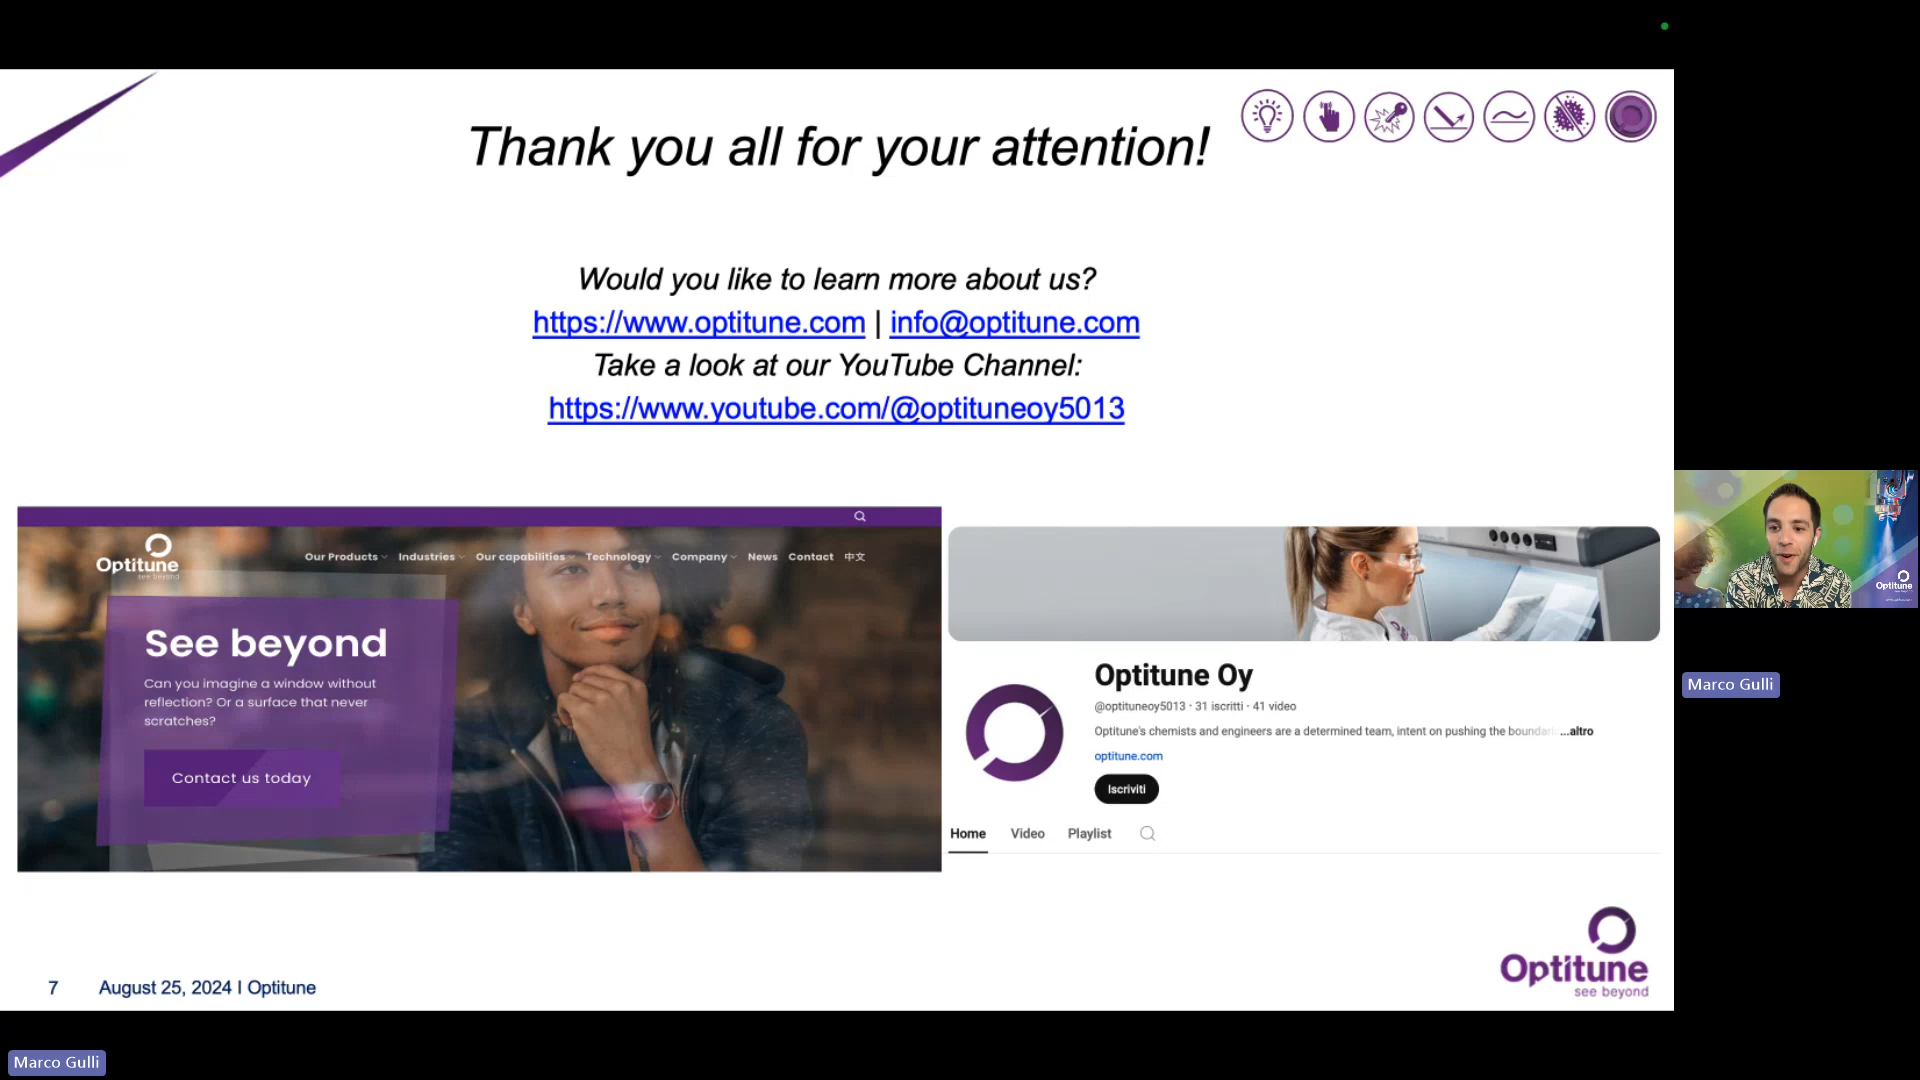 Thank you all for your attention!
Would you like to learn more about us?
https://www.optitune.com | info@optitune.com
Take a look at our YouTube Channel:
https://www.youtube.com/@optituneoy5013
Optitune
see beyond
Our Products Industries Our capabilities Technology Company News Contact 中文
See beyond
Can you imagine a window without
reflection? Or a surface that never
scratches?
Contact us today
Optitune Oy
@optituneoy5013 · 31 iscritti · 41 video
Optitune's chemists and engineers are a determined team, intent on pushing the boundari ...altro
optitune.com
Iscriviti
Home Video Playlist
Optitune
see beyond
7 August 25, 2024 I Optitune
Optitune
Marco Gulli
Marco Gulli